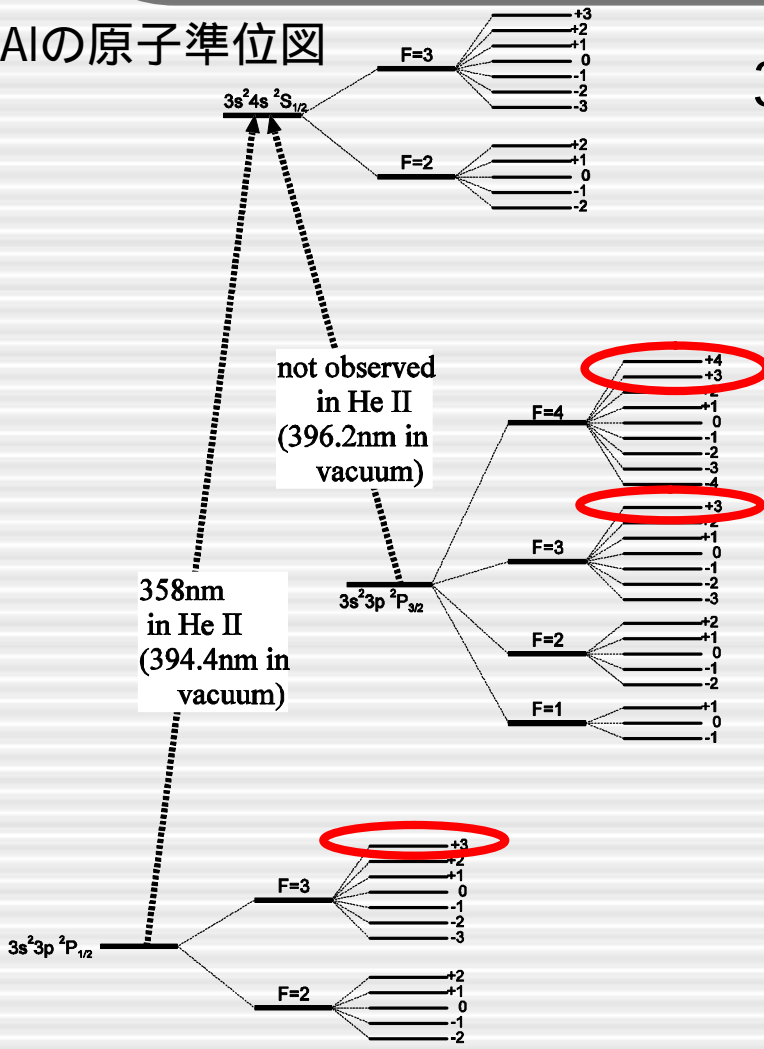 Alの原子準位図
3s²4s ²S₁/₂
F=3
+3
+2
+1
0
-1
-2
-3
F=2
+2
+1
0
-1
-2
not observed
in He II
(396.2nm in
vacuum)
358nm
in He II
(394.4nm in
vacuum)
3s²3p ²P₃/₂
F=4
+4
+3
+2
+1
0
-1
-2
-3
-4
F=3
+3
+2
+1
0
-1
-2
-3
F=2
+2
+1
0
-1
-2
F=1
+1
0
-1
3s²3p ²P₁/₂
F=3
+3
+2
+1
0
-1
-2
-3
F=2
+2
+1
0
-1
-2